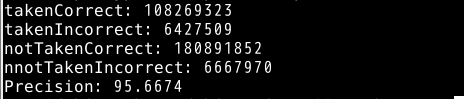 takenCorrect: 108269323
takenIncorrect: 6427509
notTakenCorrect: 180891852
nnotTakenIncorrect: 6667970
Precision: 95.6674